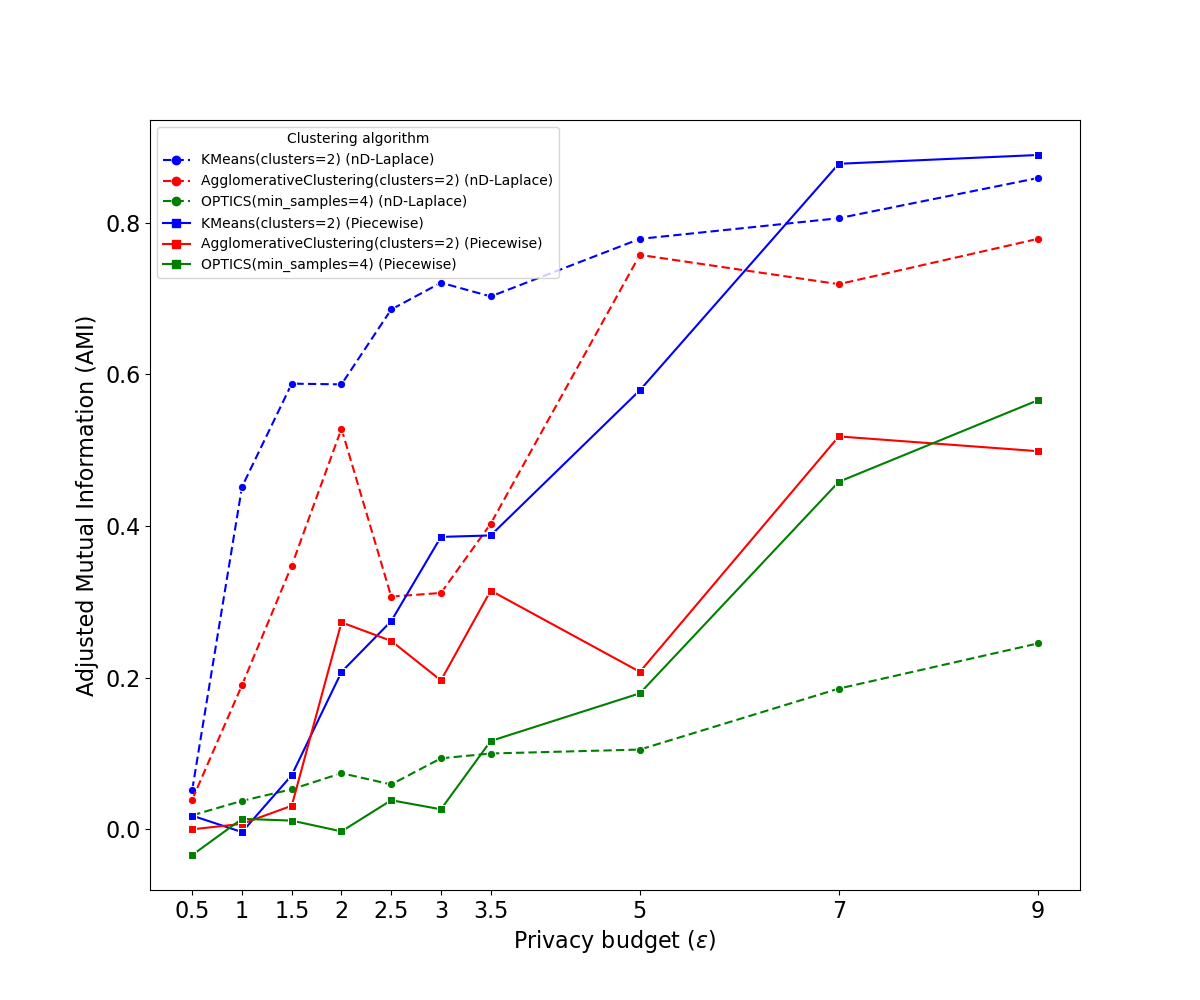 Clustering algorithm
KMeans(clusters=2) (nD-Laplace)
AgglomerativeClustering(clusters=2) (nD-Laplace)
OPTICS(min_samples=4) (nD-Laplace)
KMeans(clusters=2) (Piecewise)
AgglomerativeClustering(clusters=2) (Piecewise)
OPTICS(min_samples=4) (Piecewise)
Adjusted Mutual Information (AMI)
0.8
0.6
0.4
0.2
0.0
0.5 1 1.5 2 2.5 3 3.5 5 7 9
Privacy budget (ε)